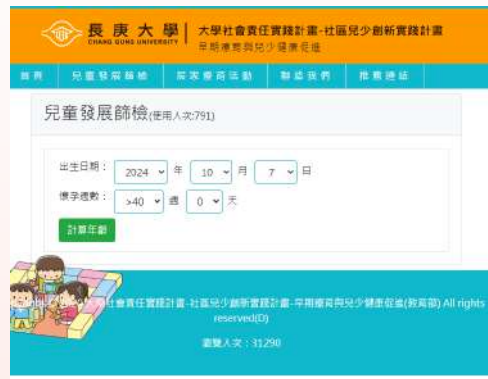 長庚大學
CHANG GUNG UNIVERSITY
大學社會責任實踐計畫-社區兒少創新實踐計畫
早期療育與兒少健康促進
首頁 兒童發展篩檢 居家療育活動 聯絡我們 推薦連結
兒童發展篩檢(使用人次:791)
出生日期： 2024 年 10 月 7 日
懷孕週數： >40 週 0 天
計算年齡
社會責任實踐計畫-社區兒少創新實踐計畫-早期療育與兒少健康促進(教育部) All rights
reserved(D)
瀏覽人次：31290